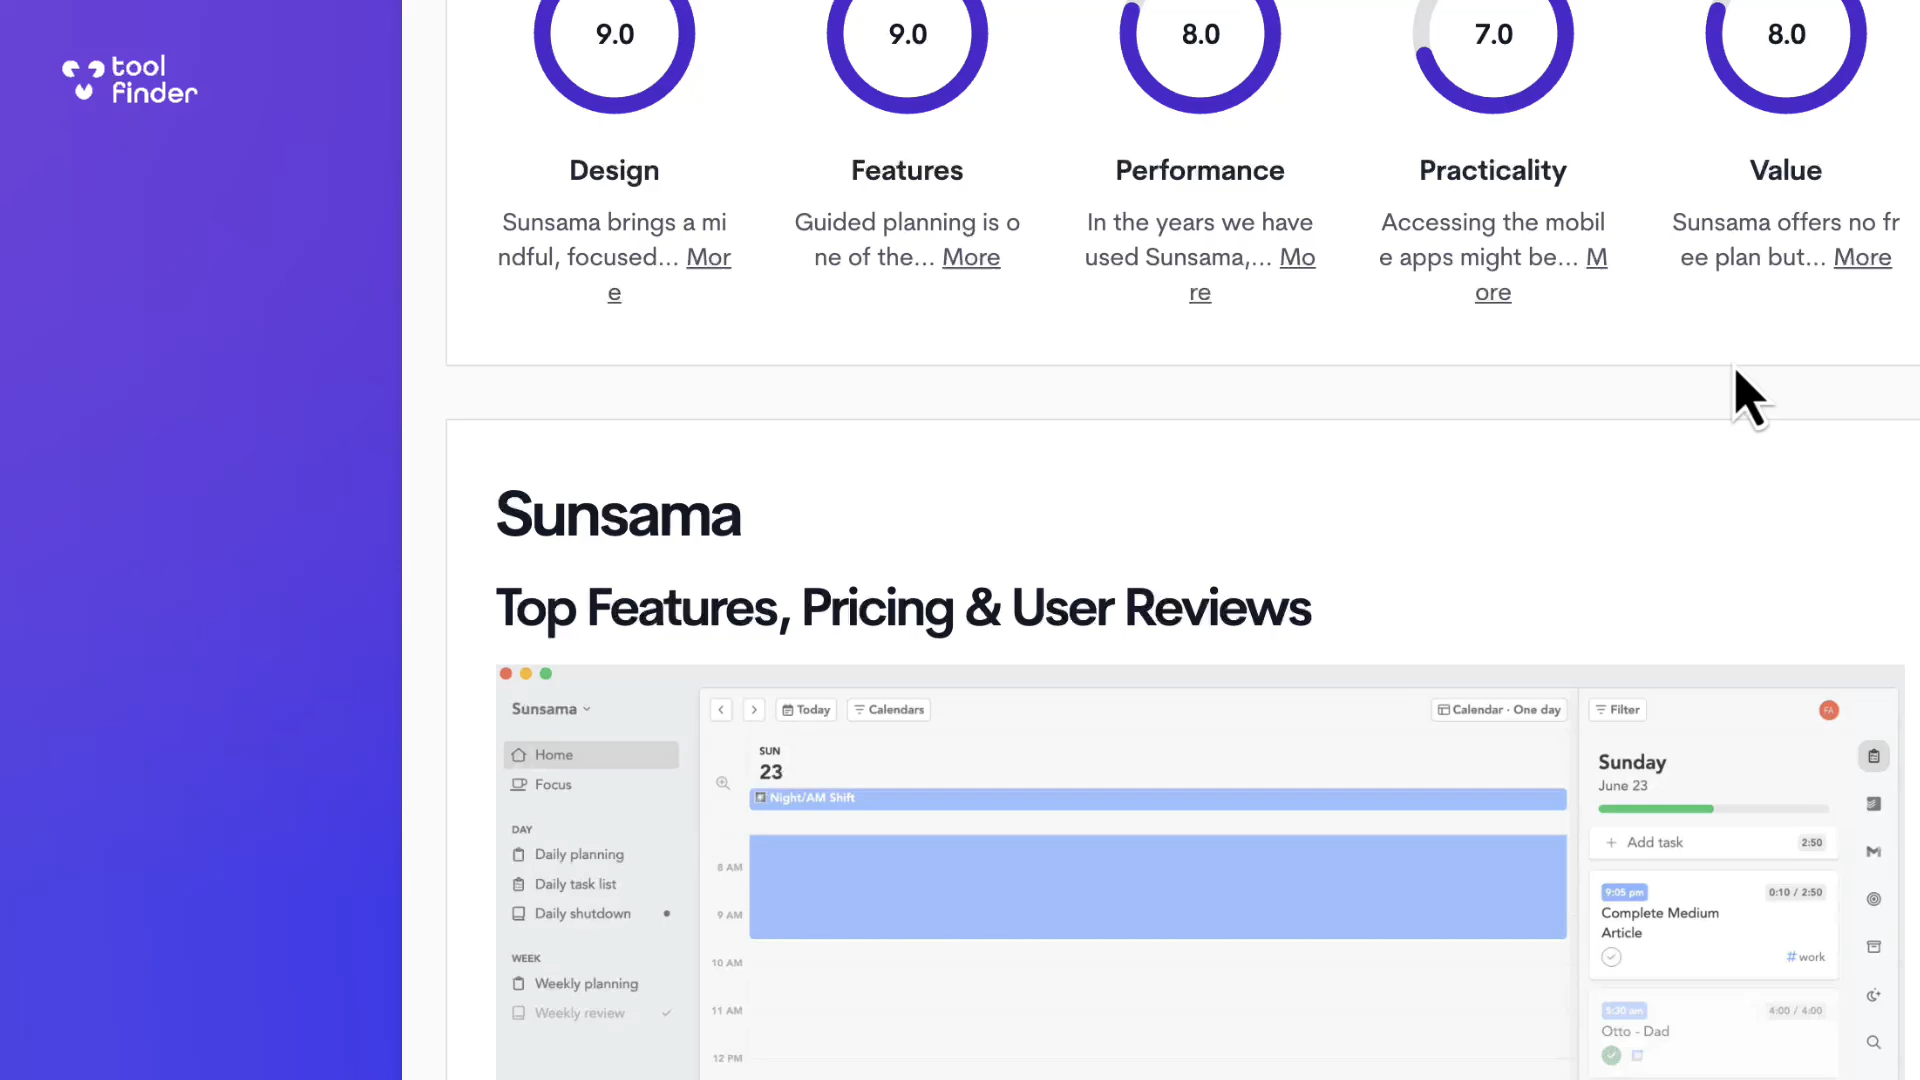 tool
finder
9.0
9.0
8.0
7.0
8.0
Design
Features
Performance
Practicality
Value
Sunsama brings a mi
ndful, focused... Mor
e
Guided planning is o
ne of the... More
In the years we have
used Sunsama,... Mo
re
Accessing the mobil
e apps might be... M
ore
Sunsama offers no fr
ee plan but... More
Sunsama
Top Features, Pricing & User Reviews
Sunsama
Home
Focus
DAY
Daily planning
Daily task list
Daily shutdown
WEEK
Weekly planning
Weekly review
Today
Calendars
Calendar · One day
SUN
23
Night/AM Shift
8 AM
9 AM
10 AM
11 AM
12 PM
Filter
FA
Sunday
June 23
+ Add task
2:50
9:05 pm
0:10 / 2:50
Complete Medium
Article
# work
5:30 am
4:00 / 4:00
Otto - Dad